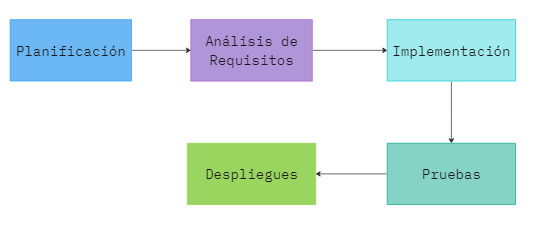 Planificación
Análisis de
Requisitos
Implementación
Pruebas
Despliegues